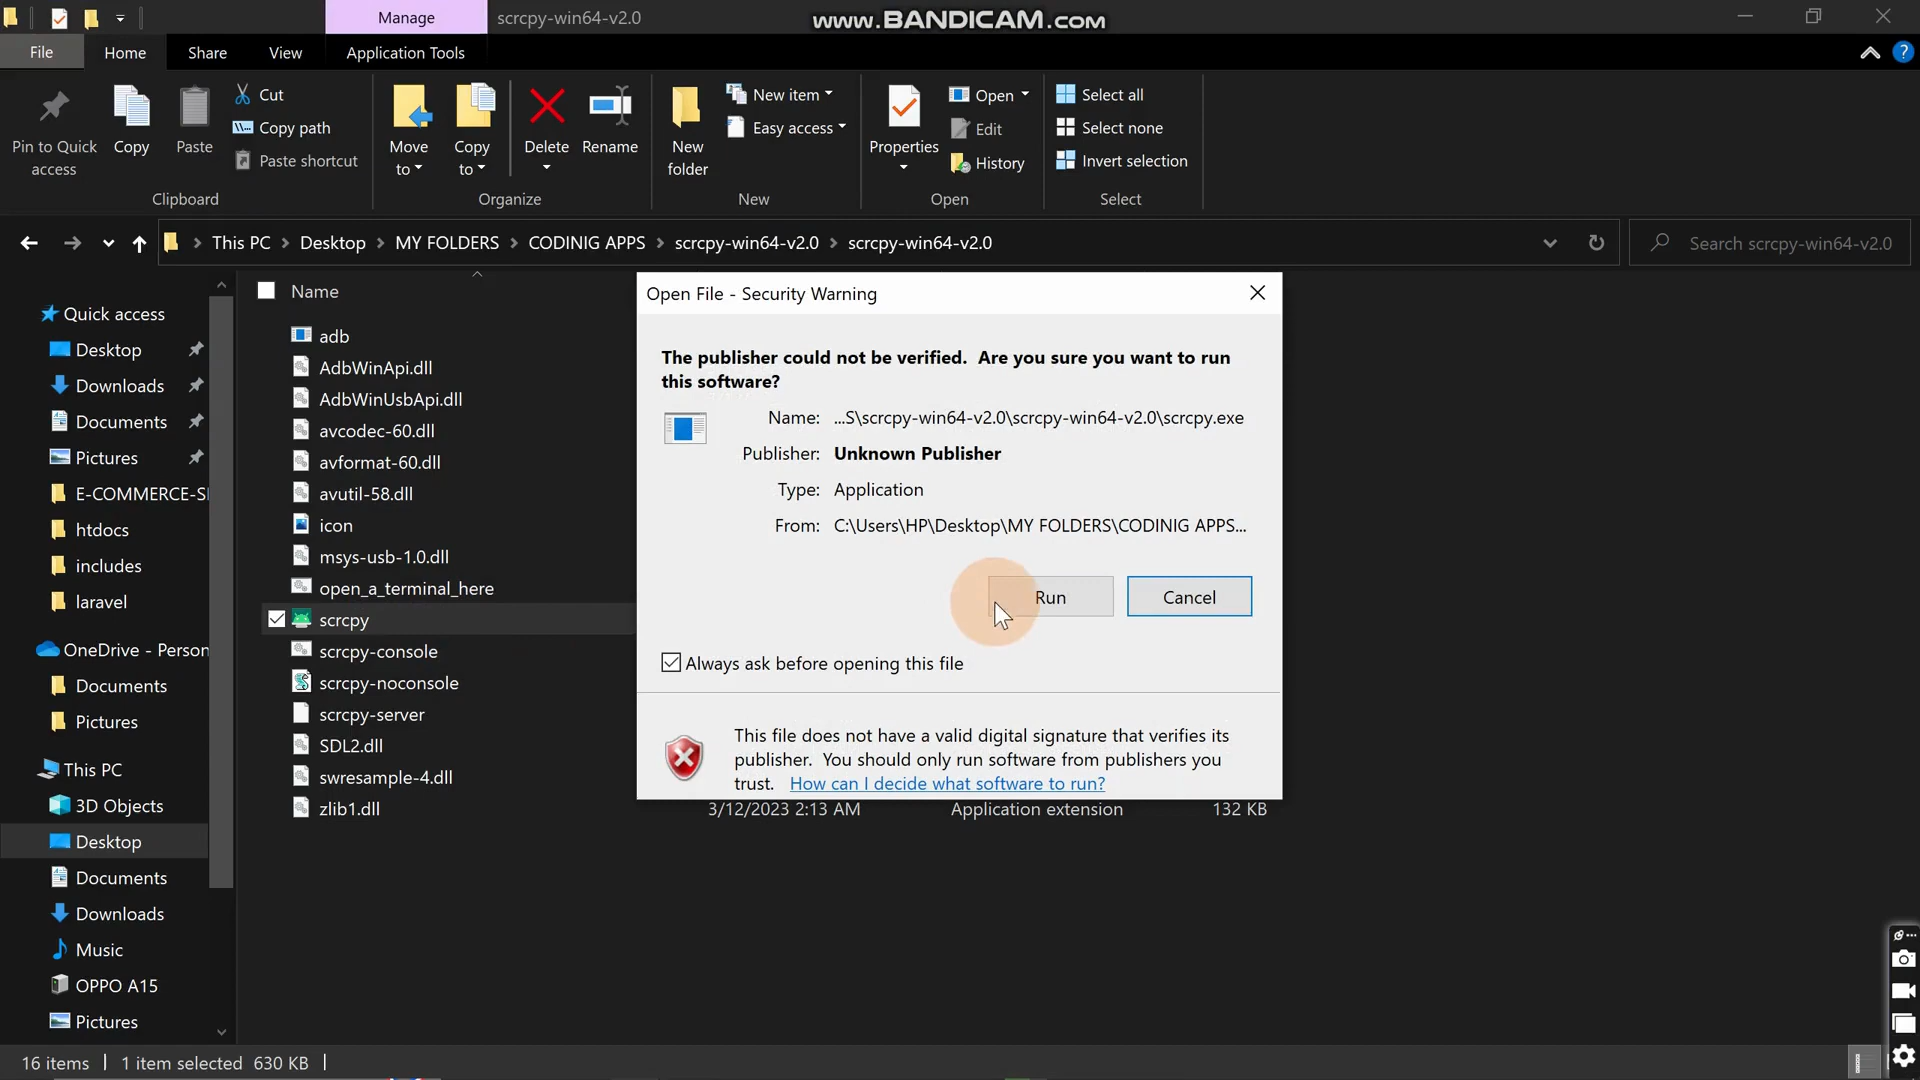 Manage
scrcpy-win64-v2.0
www.BANDICAM.com
File
Home
Share
View
Application Tools
Pin to Quick access
Copy
Paste
Cut
Copy path
Paste shortcut
Clipboard
Move to
Copy to
Delete
Rename
Organize
New folder
New item
Easy access
New
Properties
Open
Edit
History
Open
Select all
Select none
Invert selection
Select
This PC > Desktop > MY FOLDERS > CODINIG APPS > scrcpy-win64-v2.0 > scrcpy-win64-v2.0
Search scrcpy-win64-v2.0
Quick access
Desktop
Downloads
Documents
Pictures
E-COMMERCE-S
htdocs
includes
laravel
OneDrive - Person
Documents
Pictures
This PC
3D Objects
Desktop
Documents
Downloads
Music
OPPO A15
Pictures
Name
adb
AdbWinApi.dll
AdbWinUsbApi.dll
avcodec-60.dll
avformat-60.dll
avutil-58.dll
icon
msys-usb-1.0.dll
open_a_terminal_here
scrcpy
scrcpy-console
scrcpy-noconsole
scrcpy-server
SDL2.dll
swresample-4.dll
zlib1.dll
3/12/2023 2:13 AM
Application extension
132 KB
Open File - Security Warning
The publisher could not be verified. Are you sure you want to run
this software?
Name: ...S\scrcpy-win64-v2.0\scrcpy-win64-v2.0\scrcpy.exe
Publisher: Unknown Publisher
Type: Application
From: C:\Users\HP\Desktop\MY FOLDERS\CODINIG APPS...
Run
Cancel
Always ask before opening this file
This file does not have a valid digital signature that verifies its
publisher. You should only run software from publishers you
trust. How can I decide what software to run?
16 items
1 item selected 630 KB